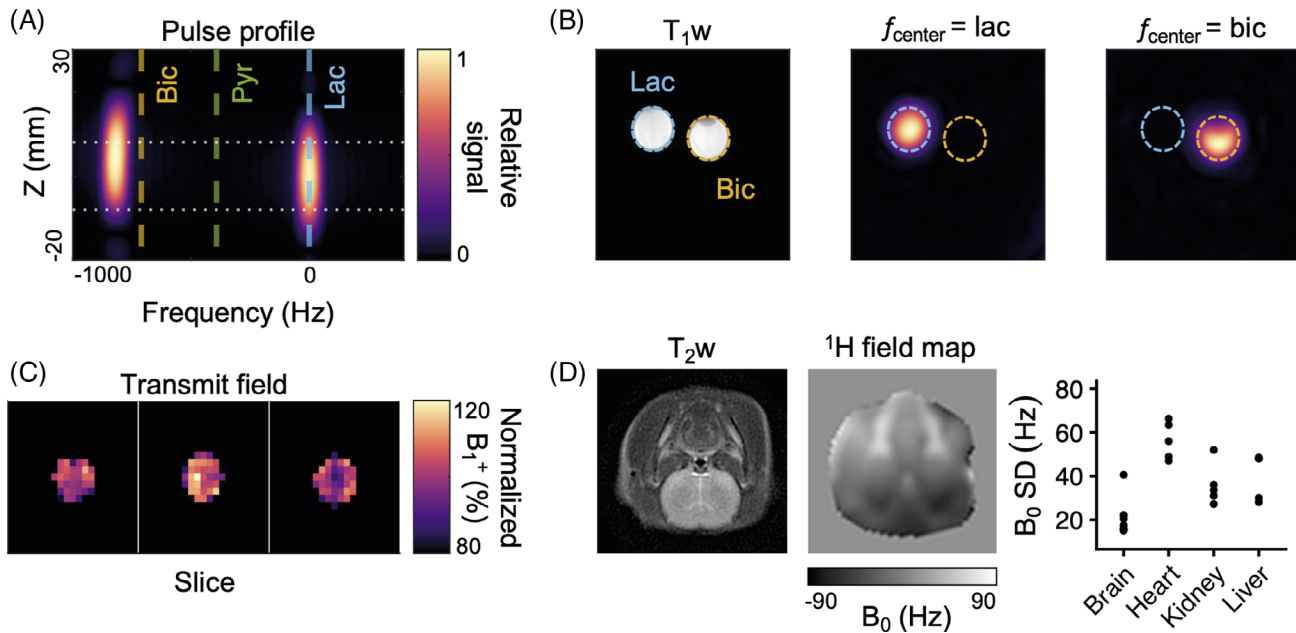 (A)
Pulse profile
30
Z (mm)
-20
Bic
Pyr
Lac
-1000
0
Frequency (Hz)
1
0
Relative
signal
(B)
T₁w
Lac
Bic
f_center = lac
f_center = bic
(C)
Transmit field
Slice
120
80
Normalized
B₁⁺ (%)
(D)
T₂w
¹H field map
-90
90
B₀ (Hz)
B₀ SD (Hz)
80
60
40
20
Brain
Heart
Kidney
Liver